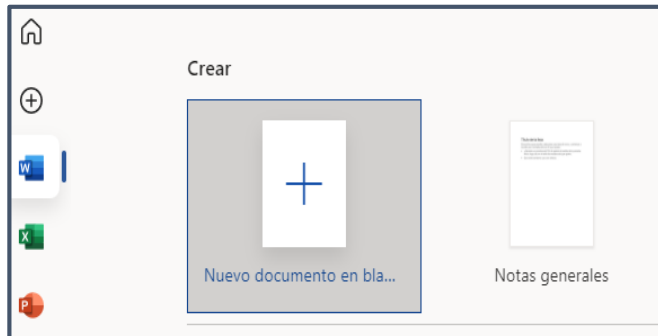 Crear
Nuevo documento en bla...
Notas generales
W
X
P